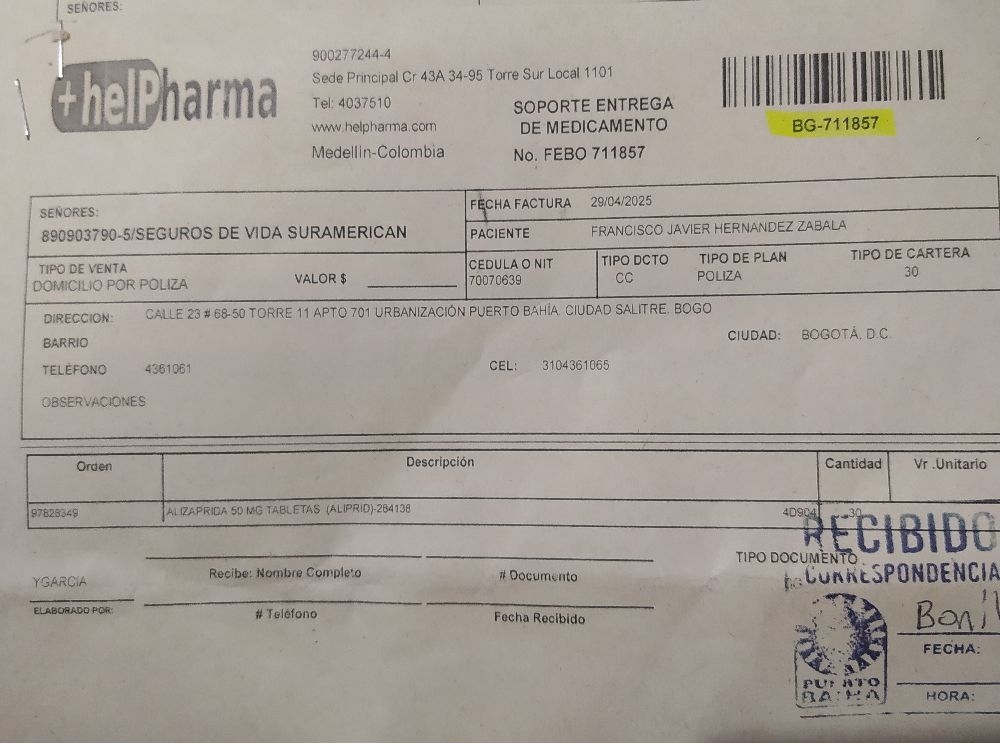 SEÑORES:
+helPharma
900277244-4
Sede Principal Cr 43A 34-95 Torre Sur Local 1101
Tel: 4037510
www.helpharma.com
Medellin-Colombia
SOPORTE ENTREGA
DE MEDICAMENTO
No. FEBO 711857
BG-711857
SEÑORES:
890903790-5/SEGUROS DE VIDA SURAMERICAN
FECHA FACTURA 29/04/2025
PACIENTE FRANCISCO JAVIER HERNANDEZ ZABALA
TIPO DE VENTA
DOMICILIO POR POLIZA
VALOR $
CEDULA O NIT
70070639
TIPO DCTO
CC
TIPO DE PLAN
POLIZA
TIPO DE CARTERA
30
DIRECCION: CALLE 23 # 68-50 TORRE 11 APTO 701 URBANIZACIÓN PUERTO BAHÍA, CIUDAD SALITRE, BOGO
BARRIO
CIUDAD: BOGOTÁ, D.C.
TELÉFONO 4361061
CEL: 3104361065
OBSERVACIONES
Orden Descripción Cantidad Vr .Unitario
97828349 ALIZAPRIDA 50 MG TABLETAS (ALIPRID)-284138 4D904 30
RECIBIDO
TIPO DOCUMENTO
CORRESPONDENCIA
Recibe: Nombre Completo # Documento
YGARCIA
ELABORADO POR:
# Teléfono Fecha Recibido
FECHA:
PUERTO
BAHIA
HORA: